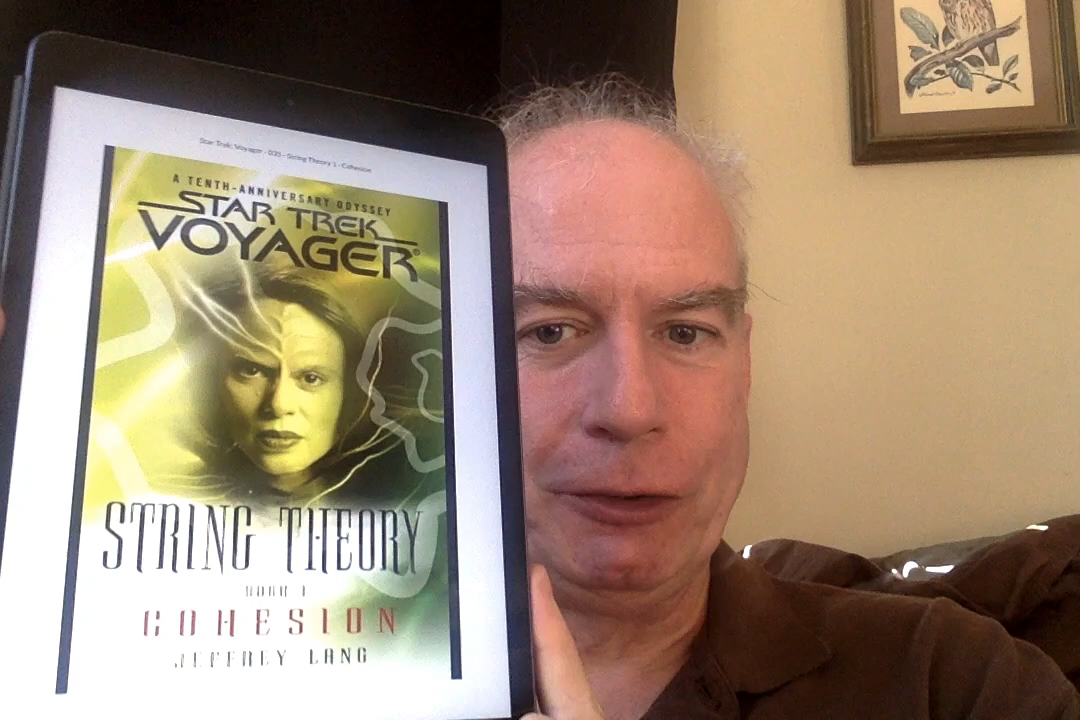 Star Trek: Voyager - 030 - String Theory 1 - Cohesion
A TENTH-ANNIVERSARY ODYSSEY
STAR TREK
VOYAGER®
STRING THEORY
BOOK 1
COHESION
JEFFREY LANG